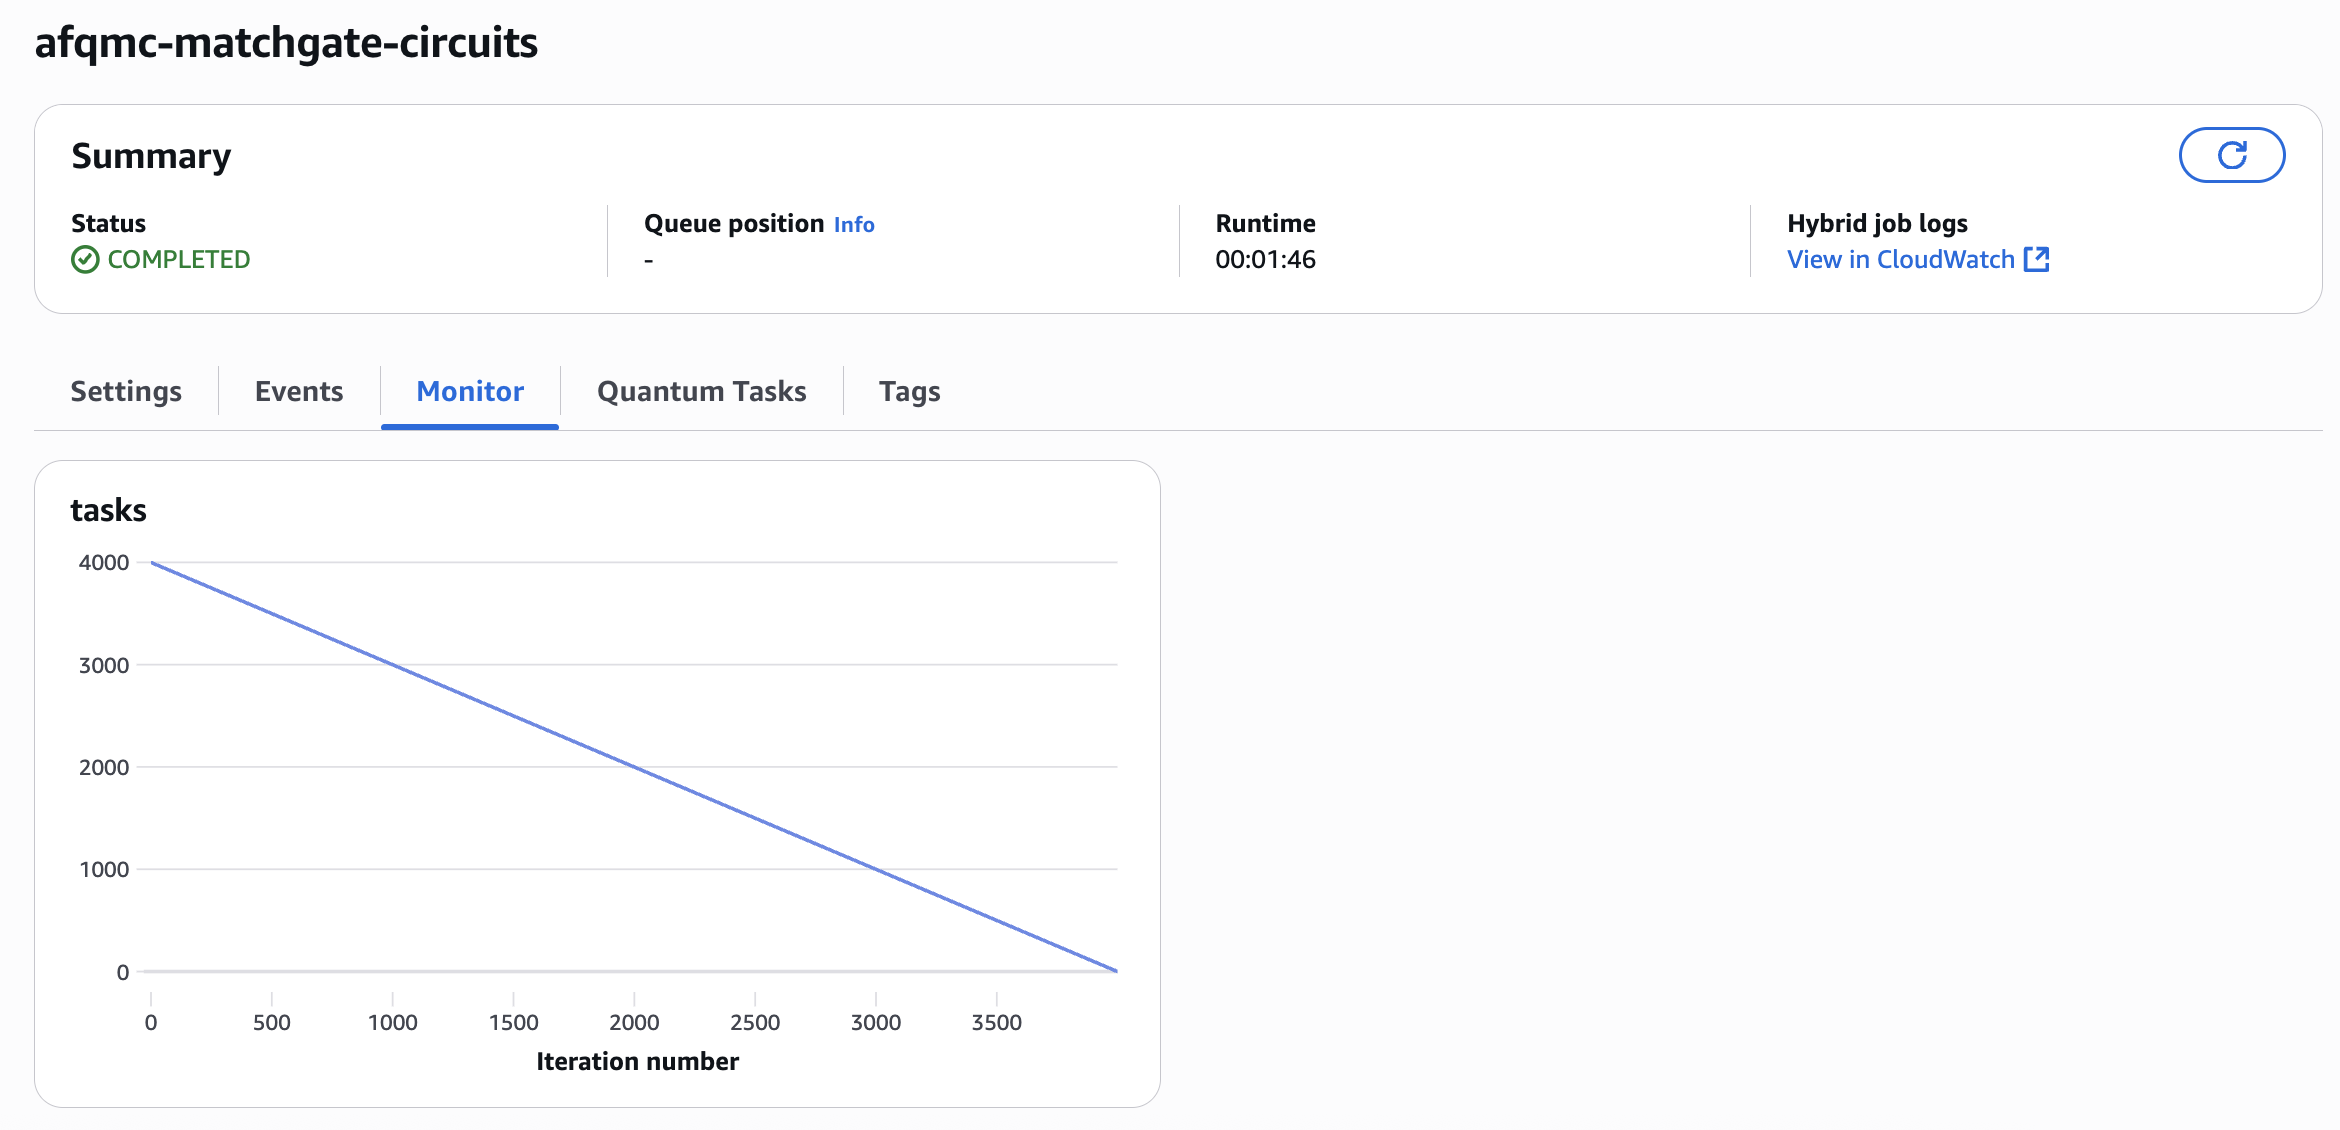 afqmc-matchgate-circuits
Summary
Status
COMPLETED
Queue position Info
-
Runtime
00:01:46
Hybrid job logs
View in CloudWatch
Settings Events Monitor Quantum Tasks Tags
tasks
4000
3000
2000
1000
0
0 500 1000 1500 2000 2500 3000 3500
Iteration number